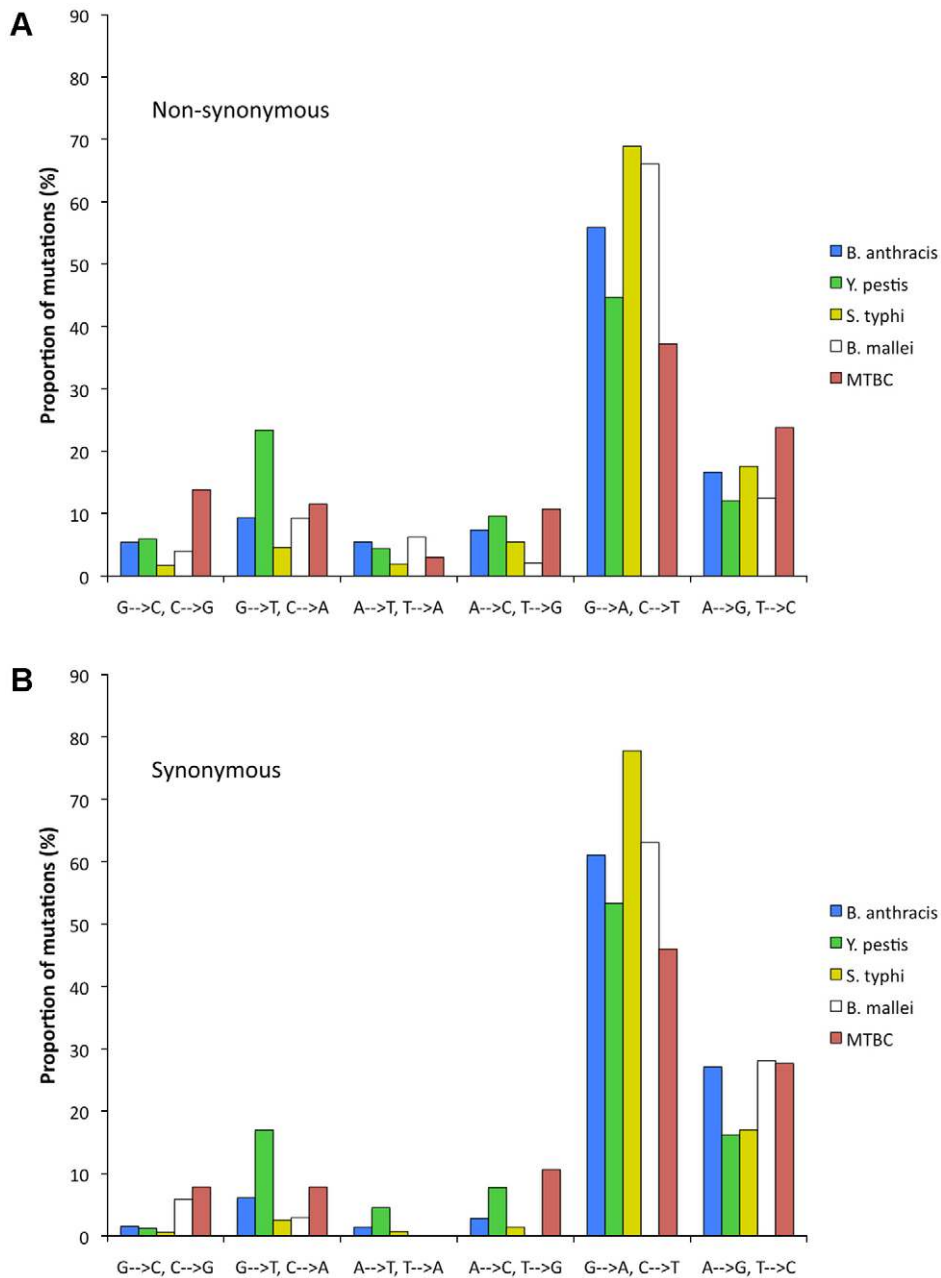 A
Non-synonymous
Proportion of mutations (%)
90
80
70
60
50
40
30
20
10
0
G-->C, C-->G
G-->T, C-->A
A-->T, T-->A
A-->C, T-->G
G-->A, C-->T
A-->G, T-->C
B. anthracis
Y. pestis
S. typhi
B. mallei
MTBC
B
Synonymous
Proportion of mutations (%)
90
80
70
60
50
40
30
20
10
0
G-->C, C-->G
G-->T, C-->A
A-->T, T-->A
A-->C, T-->G
G-->A, C-->T
A-->G, T-->C
B. anthracis
Y. pestis
S. typhi
B. mallei
MTBC